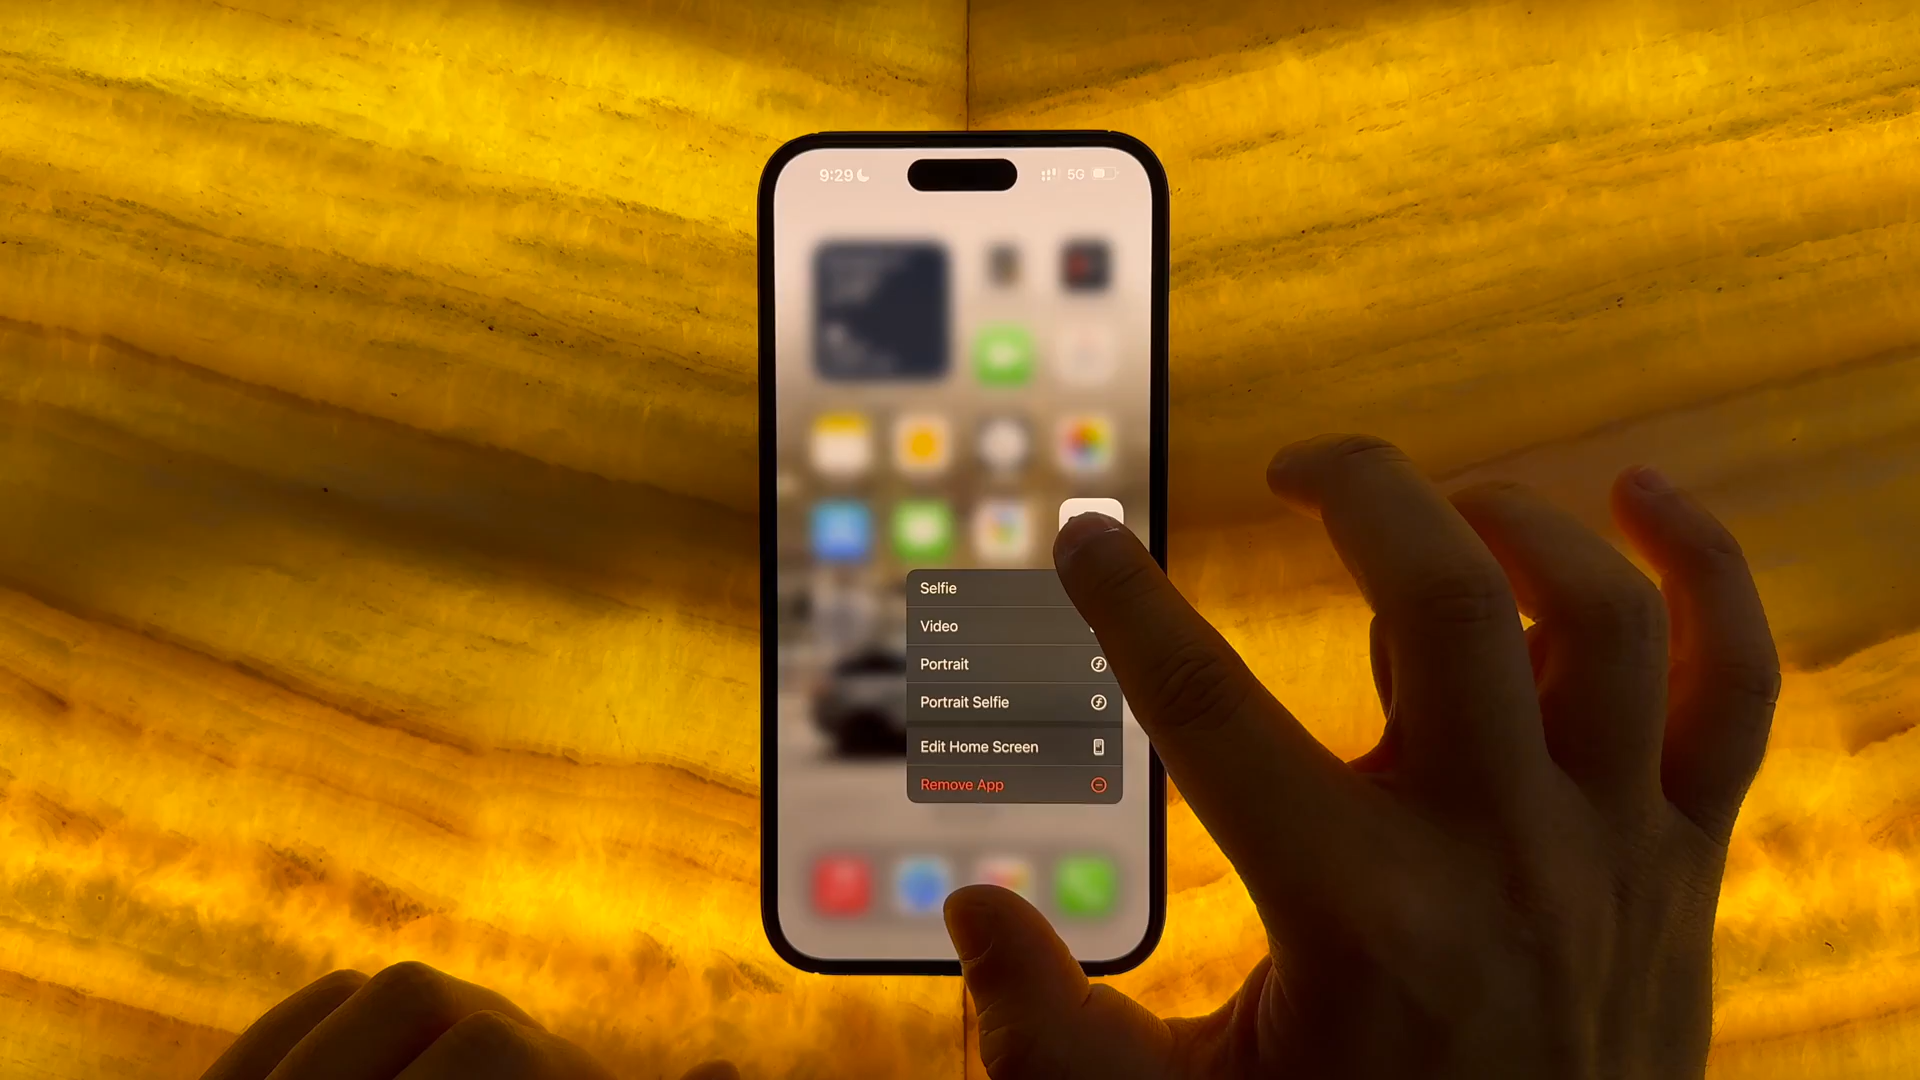 9:29
5G
Selfie
Video
Portrait
Portrait Selfie
Edit Home Screen
Remove App